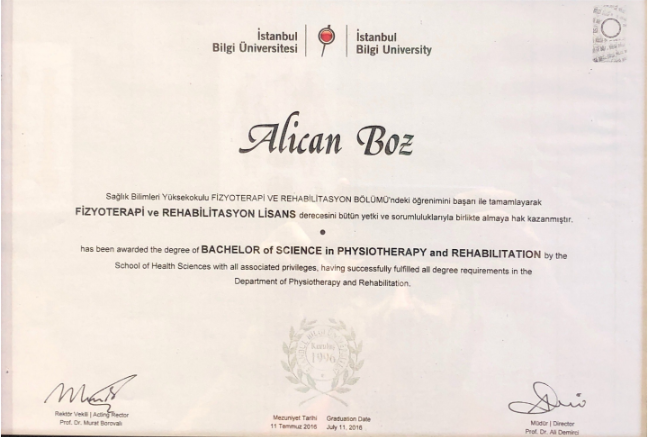 İstanbul
Bilgi Üniversitesi
İstanbul
Bilgi University
Alican Boz
Sağlık Bilimleri Yüksekokulu FİZYOTERAPİ VE REHABİLİTASYON BÖLÜMÜ'ndeki öğrenimini başarı ile tamamlayarak
FİZYOTERAPİ ve REHABİLİTASYON LİSANS derecesini bütün yetki ve sorumluluklarıyla birlikte almaya hak kazanmıştır.
has been awarded the degree of BACHELOR of SCIENCE in PHYSIOTHERAPY and REHABILITATION by the
School of Health Sciences with all associated privileges, having successfully fulfilled all degree requirements in the
Department of Physiotherapy and Rehabilitation.
1996
Rektör Vekili | Acting Rector
Prof. Dr. Murat Borovalı
Mezuniyet Tarihi Graduation Date
11 Temmuz 2016 July 11, 2016
Müdür | Director
Prof. Dr. Ali Demirci